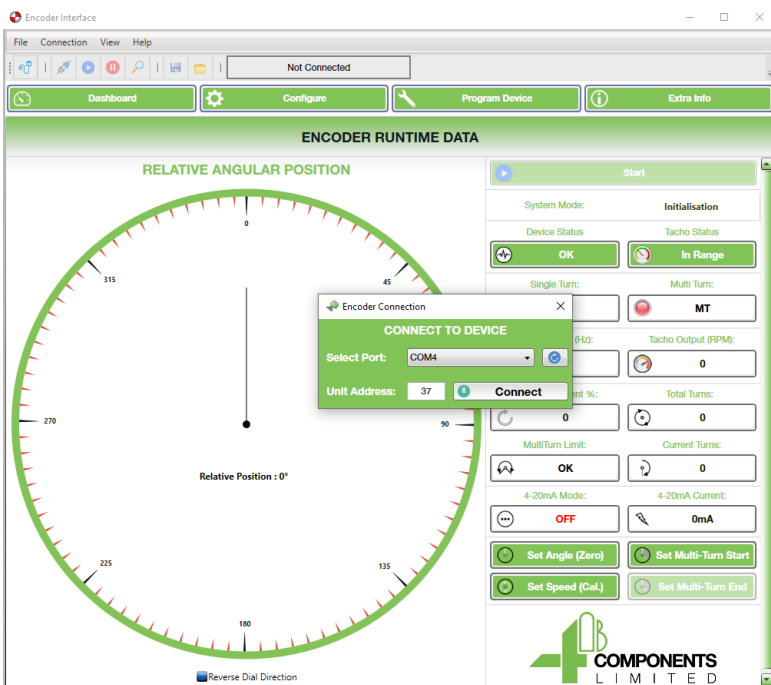 Encoder Interface
File Connection View Help
Not Connected
Dashboard Configure Program Device Extra Info
ENCODER RUNTIME DATA
RELATIVE ANGULAR POSITION
0
45
90
135
180
225
270
315
Relative Position : 0°
Reverse Dial Direction
Start
System Mode: Initialisation
Device Status Tacho Status
OK In Range
Single Turn: Multi Turn:
MT
(Hz): Tacho Output (RPM):
0
%: Total Turns:
0 0
MultiTurn Limit: Current Turns:
OK 0
4-20mA Mode: 4-20mA Current:
OFF 0mA
Set Angle (Zero) Set Multi-Turn Start
Set Speed (Cal.) Set Multi-Turn End
4B
COMPONENTS
LIMITED
Encoder Connection
CONNECT TO DEVICE
Select Port: COM4
Unit Address: 37 Connect